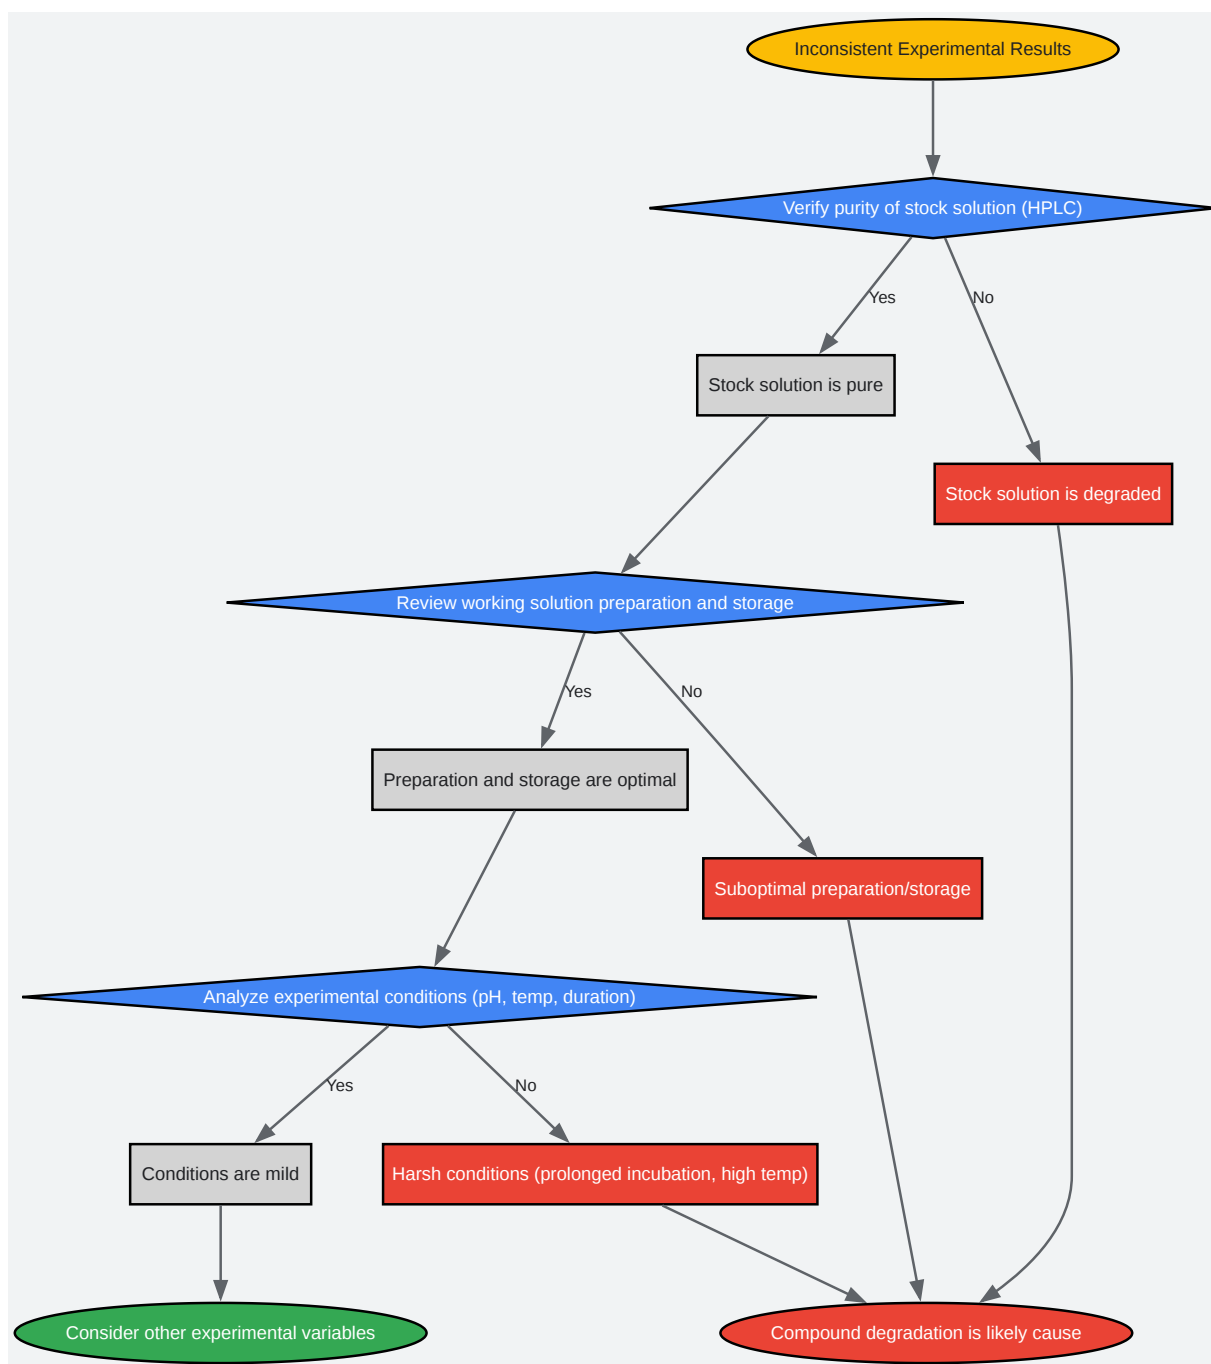 Inconsistent Experimental Results
Verify purity of stock solution (HPLC)
Yes
No
Stock solution is pure
Stock solution is degraded
Review working solution preparation and storage
Yes
No
Preparation and storage are optimal
Suboptimal preparation/storage
Analyze experimental conditions (pH, temp, duration)
Yes
No
Conditions are mild
Harsh conditions (prolonged incubation, high temp)
Consider other experimental variables
Compound degradation is likely cause